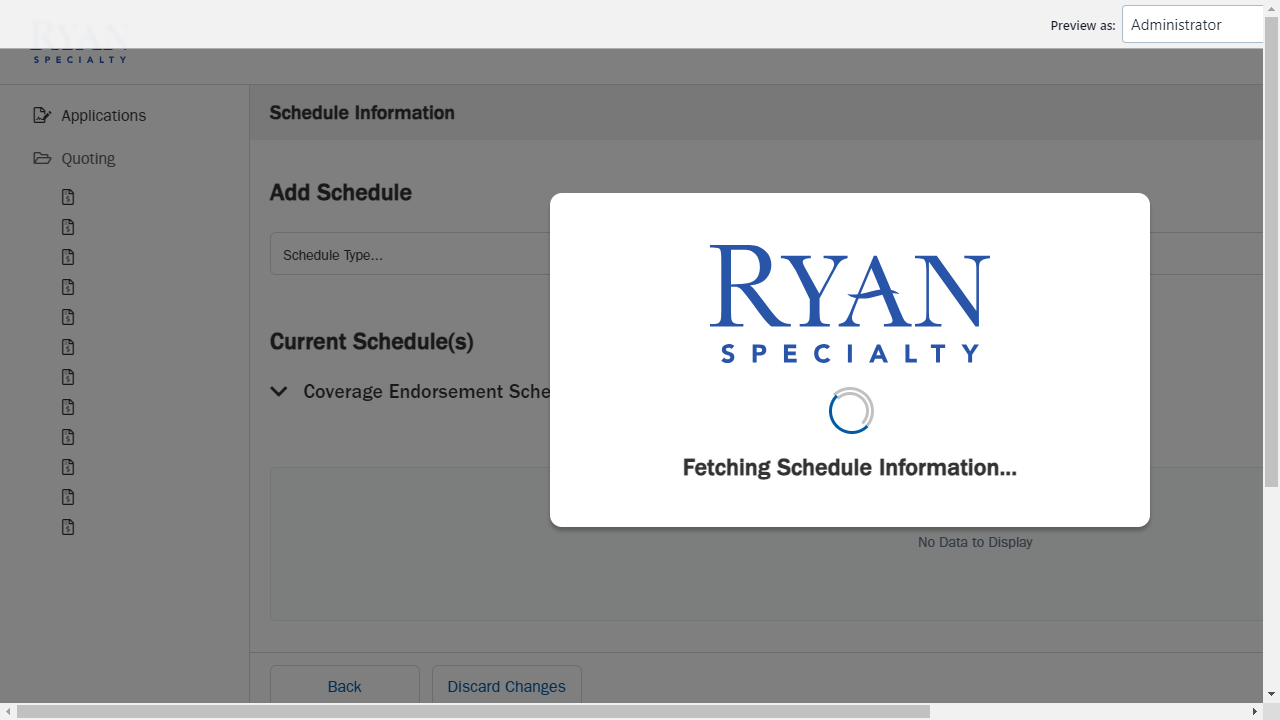 Preview as:
Administrator
RYAN
SPECIALTY
Applications
Quoting
Schedule Information
Add Schedule
Schedule Type...
Current Schedule(s)
Coverage Endorsement Sche
RYAN
SPECIALTY
Fetching Schedule Information...
No Data to Display
Back
Discard Changes